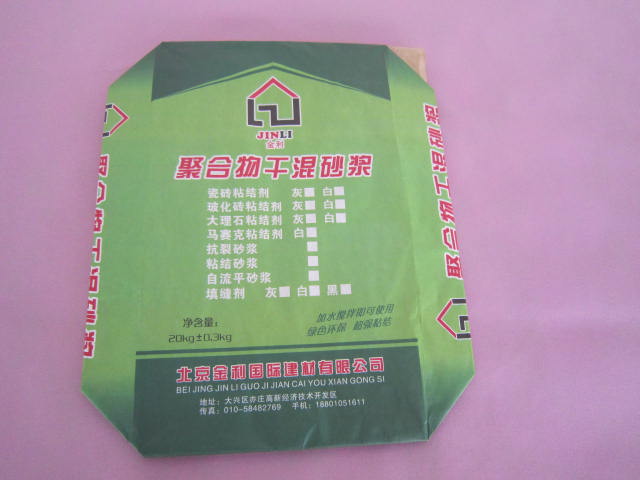 JINLI
金利
聚合物干混砂浆
瓷砖粘结剂 灰 白
玻化砖粘结剂 灰 白
大理石粘结剂 灰 白
马赛克粘结剂 白
抗裂砂浆
粘结砂浆
自流平砂浆
填缝剂 灰 白 黑
净含量:
20kg±0.3kg
加水搅拌即可使用
绿色环保 超强粘结
北京金利国际建材有限公司
BEI JING JIN LI GUO JI JIAN CAI YOU XIAN GONG SI
地址: 大兴区亦庄高新经济技术开发区
传真: 010-58482769 手机: 18801051611
聚合物干混砂浆
聚合物干混砂浆